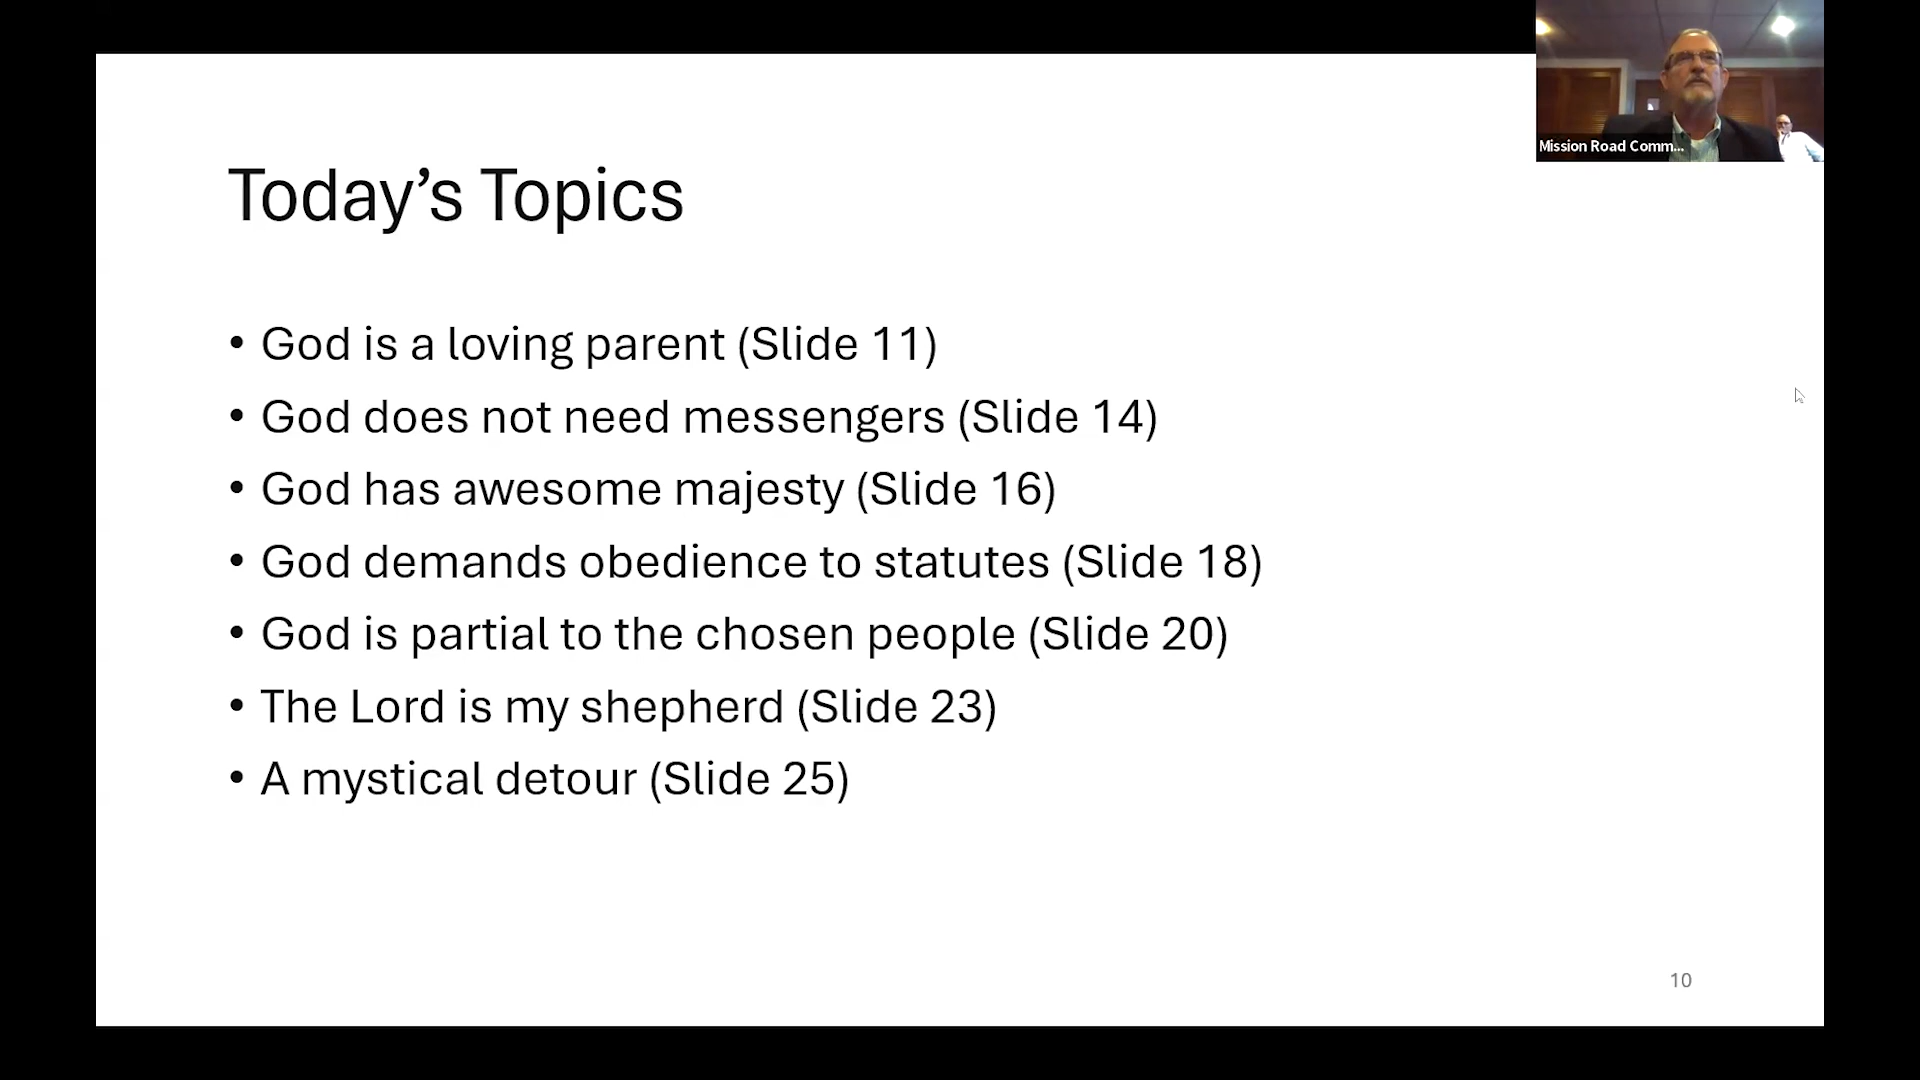 Mission Road Comm...
Today’s Topics
• God is a loving parent (Slide 11)
• God does not need messengers (Slide 14)
• God has awesome majesty (Slide 16)
• God demands obedience to statutes (Slide 18)
• God is partial to the chosen people (Slide 20)
• The Lord is my shepherd (Slide 23)
• A mystical detour (Slide 25)
10